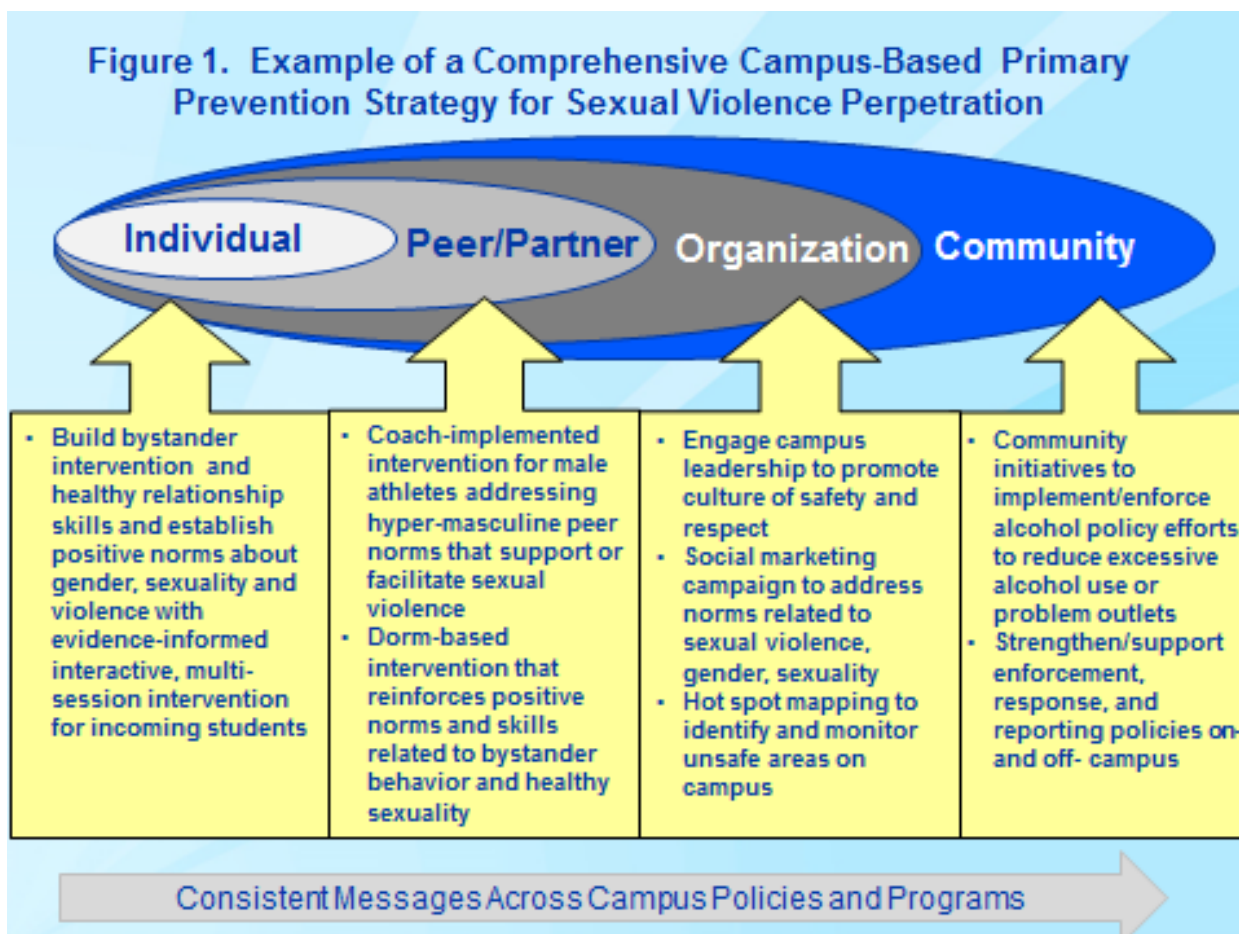 Figure 1. Example of a Comprehensive Campus-Based Primary
Prevention Strategy for Sexual Violence Perpetration
Individual
Peer/Partner
Organization
Community
• Build bystander
intervention and
healthy relationship
skills and establish
positive norms about
gender, sexuality and
violence with
evidence-informed
interactive, multi-
session intervention
for incoming students
• Coach-implemented
intervention for male
athletes addressing
hyper-masculine peer
norms that support or
facilitate sexual
violence
• Dorm-based
intervention that
reinforces positive
norms and skills
related to bystander
behavior and healthy
sexuality
• Engage campus
leadership to promote
culture of safety and
respect
• Social marketing
campaign to address
norms related to
sexual violence,
gender, sexuality
• Hot spot mapping to
identify and monitor
unsafe areas on
campus
• Community
initiatives to
implement/enforce
alcohol policy efforts
to reduce excessive
alcohol use or
problem outlets
• Strengthen/support
enforcement,
response, and
reporting policies on-
and off- campus
Consistent Messages Across Campus Policies and Programs